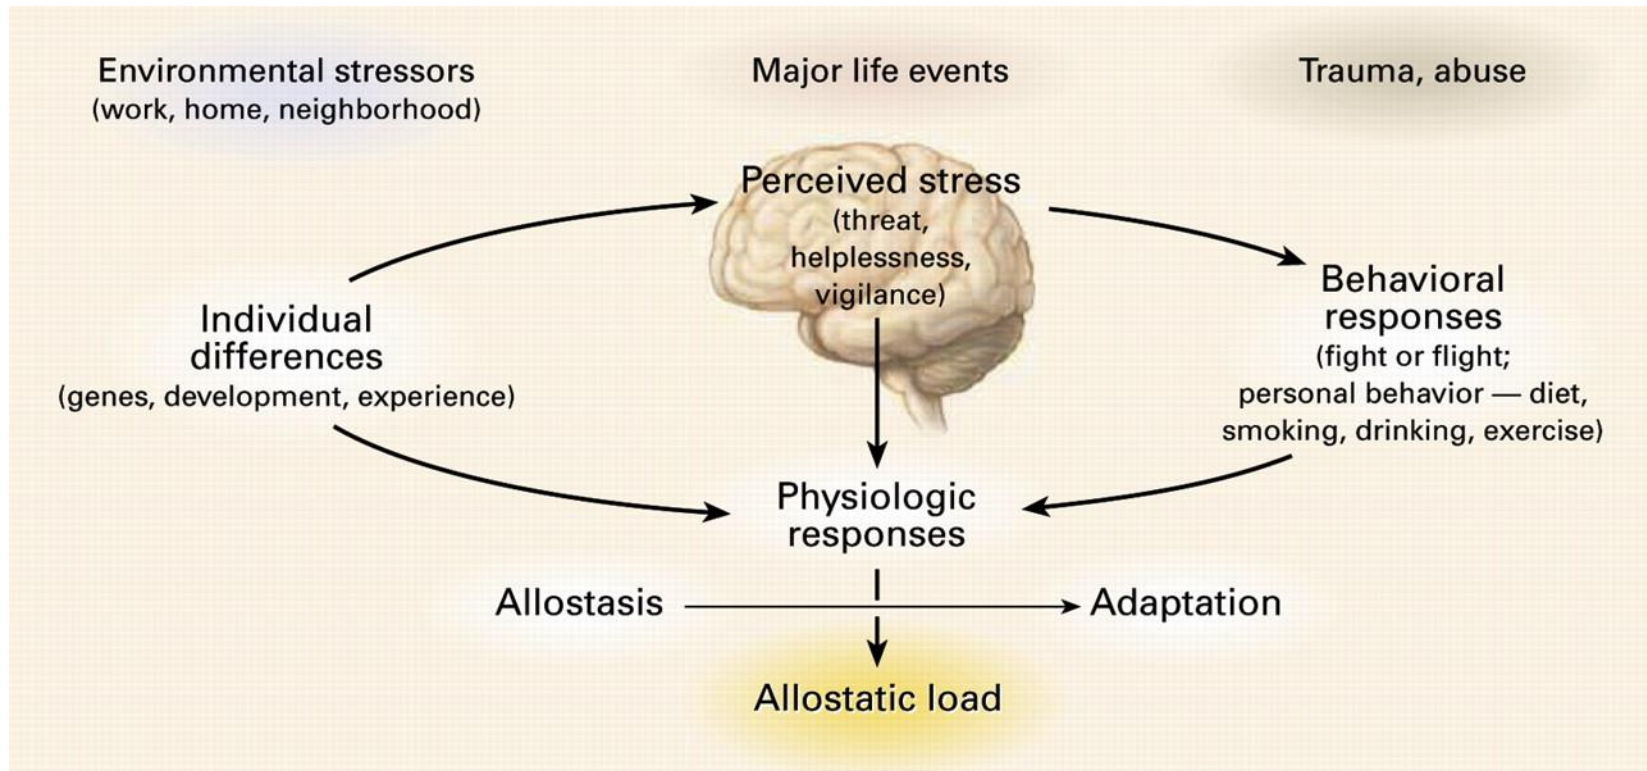 Environmental stressors
(work, home, neighborhood)
Major life events
Trauma, abuse
Perceived stress
(threat,
helplessness,
vigilance)
Individual
differences
(genes, development, experience)
Behavioral
responses
(fight or flight;
personal behavior — diet,
smoking, drinking, exercise)
Physiologic
responses
Allostasis
Adaptation
Allostatic load